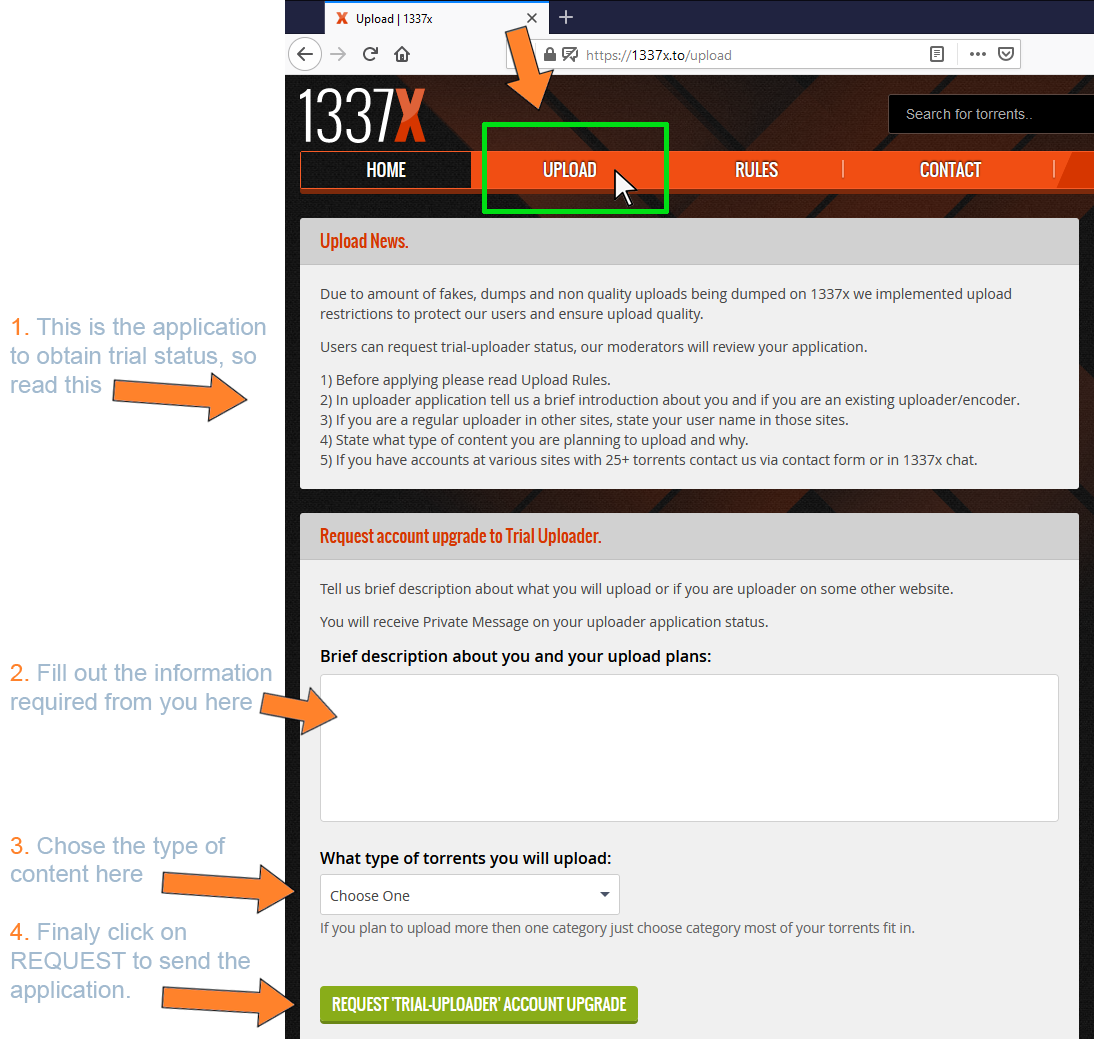 Upload | 1337x
https://1337x.to/upload
1337X
Search for torrents..
HOME
UPLOAD
RULES
CONTACT
Upload News.
Due to amount of fakes, dumps and non quality uploads being dumped on 1337x we implemented upload
restrictions to protect our users and ensure upload quality.
Users can request trial-uploader status, our moderators will review your application.
1) Before applying please read Upload Rules.
2) In uploader application tell us a brief introduction about you and if you are an existing uploader/encoder.
3) If you are a regular uploader in other sites, state your user name in those sites.
4) State what type of content you are planning to upload and why.
5) If you have accounts at various sites with 25+ torrents contact us via contact form or in 1337x chat.
1. This is the application
to obtain trial status, so
read this
Request account upgrade to Trial Uploader.
Tell us brief description about what you will upload or if you are uploader on some other website.
You will receive Private Message on your uploader application status.
Brief description about you and your upload plans:
2. Fill out the information
required from you here
What type of torrents you will upload:
Choose One
If you plan to upload more then one category just choose category most of your torrents fit in.
3. Chose the type of
content here
4. Finaly click on
REQUEST to send the
application.
REQUEST 'TRIAL-UPLOADER' ACCOUNT UPGRADE